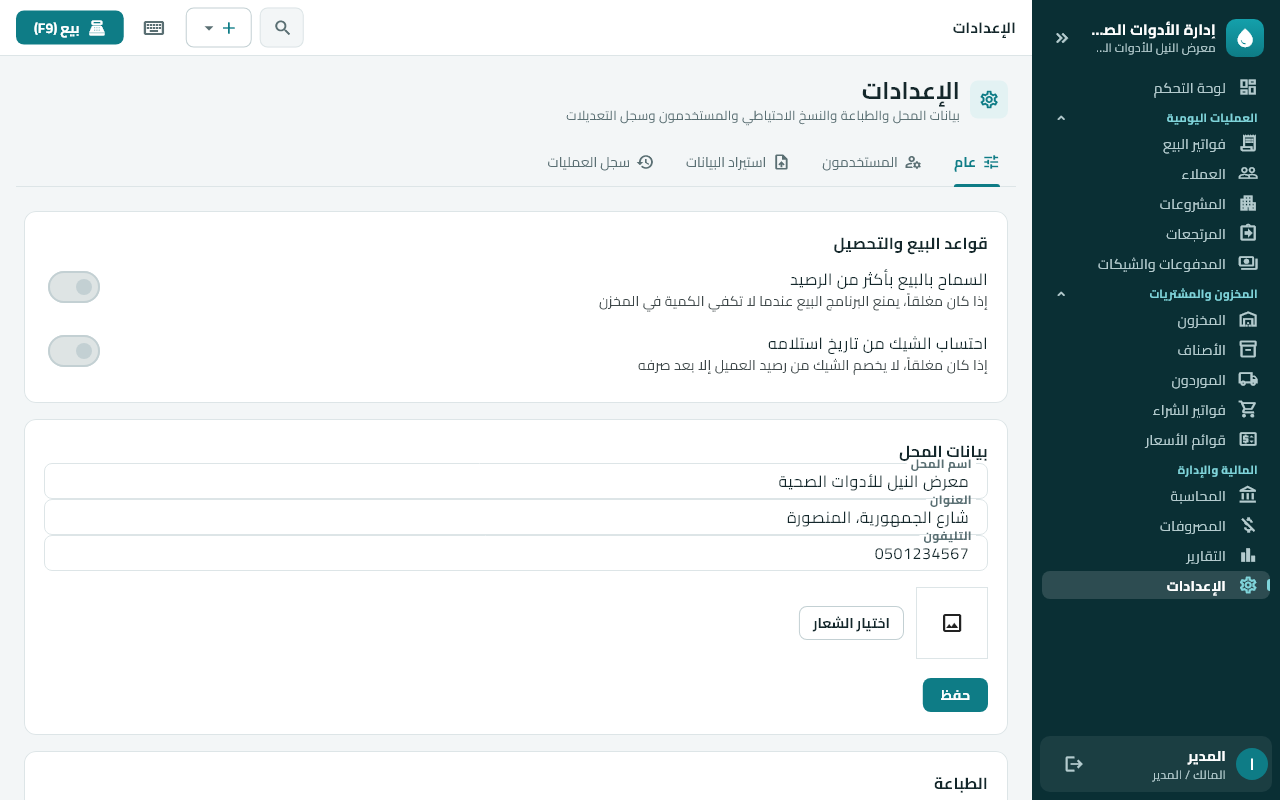 إدارة الأدوات الصـ...
معرض النيل للأدوات الـ...
لوحة التحكم
العمليات اليومية
فواتير البيع
العملاء
المشروعات
المرتجعات
المدفوعات والشيكات
المخزون والمشتريات
المخزون
الأصناف
الموردون
فواتير الشراء
قوائم الأسعار
المالية والإدارة
المحاسبة
المصروفات
التقارير
الإعدادات
ا
المدير
المالك / المدير
الإعدادات
بيع (F9)
الإعدادات
بيانات المحل والطباعة والنسخ الاحتياطي والمستخدمون وسجل التعديلات
عام
المستخدمون
استيراد البيانات
سجل العمليات
قواعد البيع والتحصيل
السماح بالبيع بأكثر من الرصيد
إذا كان مغلقاً، يمنع البرنامج البيع عندما لا تكفي الكمية في المخزن
احتساب الشيك من تاريخ استلامه
إذا كان مغلقاً، لا يخصم الشيك من رصيد العميل إلا بعد صرفه
بيانات المحل
اسم المحل
معرض النيل للأدوات الصحية
العنوان
شارع الجمهورية، المنصورة
التليفون
0501234567
اختيار الشعار
حفظ
الطباعة